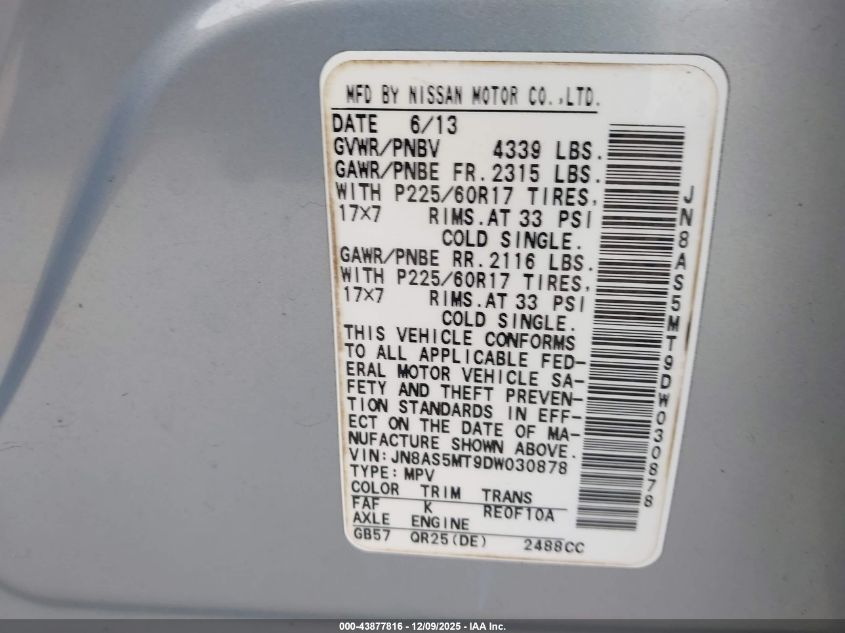 MFD BY NISSAN MOTOR CO.,LTD.
DATE 6/13
GVWR/PNBV 4339 LBS.
GAWR/PNBE FR. 2315 LBS.
WITH P225/60R17 TIRES,
17×7 RIMS.AT 33 PSI
COLD SINGLE.
GAWR/PNBE RR. 2116 LBS.
WITH P225/60R17 TIRES,
17×7 RIMS.AT 33 PSI
COLD SINGLE.
THIS VEHICLE CONFORMS
TO ALL APPLICABLE FED-
ERAL MOTOR VEHICLE SA-
FETY AND THEFT PREVEN-
TION STANDARDS IN EFF-
ECT ON THE DATE OF MA-
NUFACTURE SHOWN ABOVE.
VIN: JN8AS5MT9DW030878
TYPE: MPV
COLOR TRIM TRANS
FAF K RE0F10A
AXLE ENGINE
GB57 QR25(DE) 2488CC
JN8AS5MT9DW030878
000-43877816 - 12/09/2025 - IAA Inc.